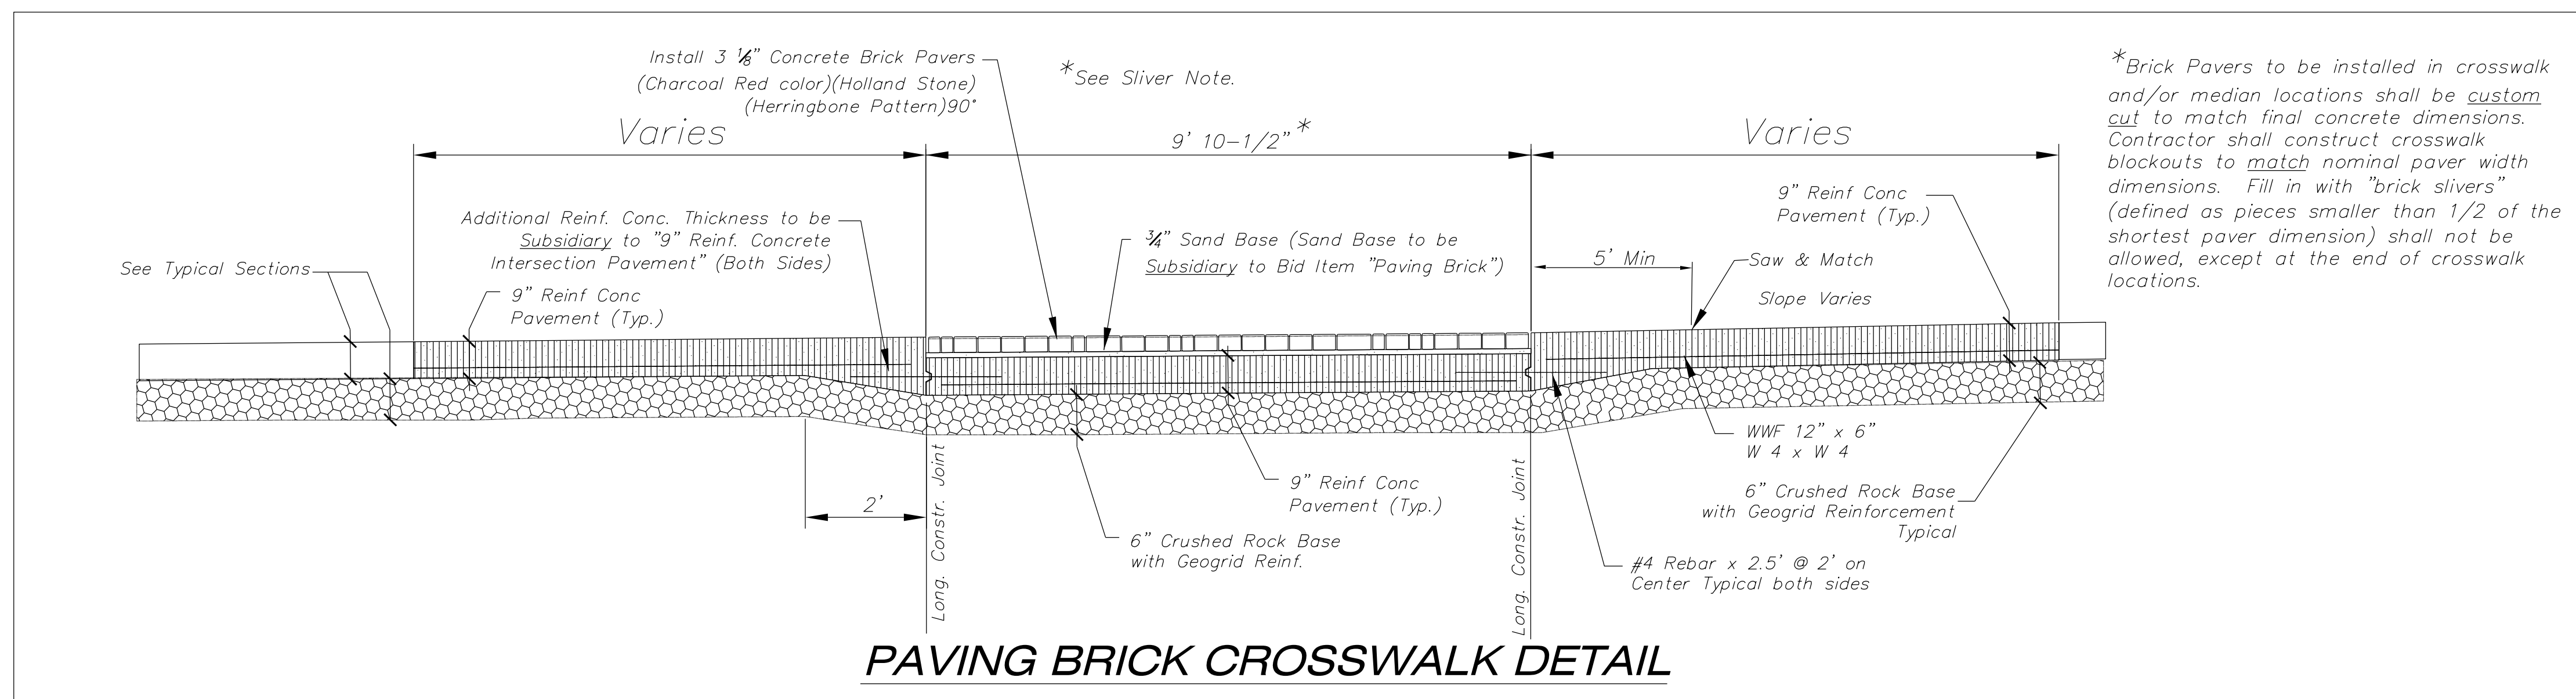 Install 3 1/8" Concrete Brick Pavers
(Charcoal Red color)(Holland Stone)
(Herringbone Pattern)90°
*See Sliver Note.
Varies
9' 10-1/2"*
Varies
*Brick Pavers to be installed in crosswalk
and/or median locations shall be custom
cut to match final concrete dimensions.
Contractor shall construct crosswalk
blockouts to match nominal paver width
dimensions. Fill in with "brick slivers"
(defined as pieces smaller than 1/2 of the
shortest paver dimension) shall not be
allowed, except at the end of crosswalk
locations.
Additional Reinf. Conc. Thickness to be
Subsidiary to "9" Reinf. Concrete
Intersection Pavement" (Both Sides)
See Typical Sections
9" Reinf Conc
Pavement (Typ.)
3/4" Sand Base (Sand Base to be
Subsidiary to Bid Item "Paving Brick")
9" Reinf Conc
Pavement (Typ.)
5' Min
Saw & Match
Slope Varies
2'
Long. Constr. Joint
6" Crushed Rock Base
with Geogrid Reinf.
9" Reinf Conc
Pavement (Typ.)
Long. Constr. Joint
WWF 12" x 6"
W 4 x W 4
6" Crushed Rock Base
with Geogrid Reinforcement
Typical
#4 Rebar x 2.5' @ 2' on
Center Typical both sides
PAVING BRICK CROSSWALK DETAIL